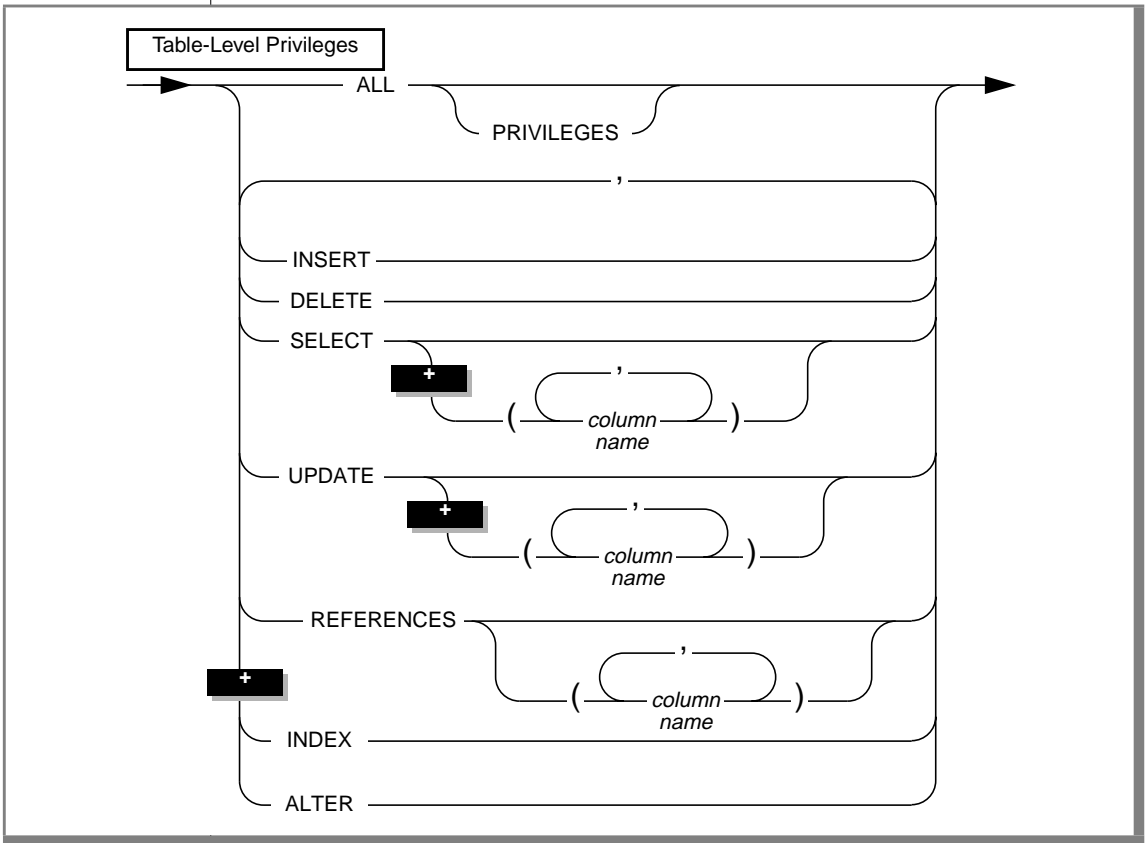 Table-Level Privileges
ALL
PRIVILEGES
,
INSERT
DELETE
SELECT
+
,
( column name )
UPDATE
+
,
( column name )
REFERENCES
,
( column name )
+
INDEX
ALTER